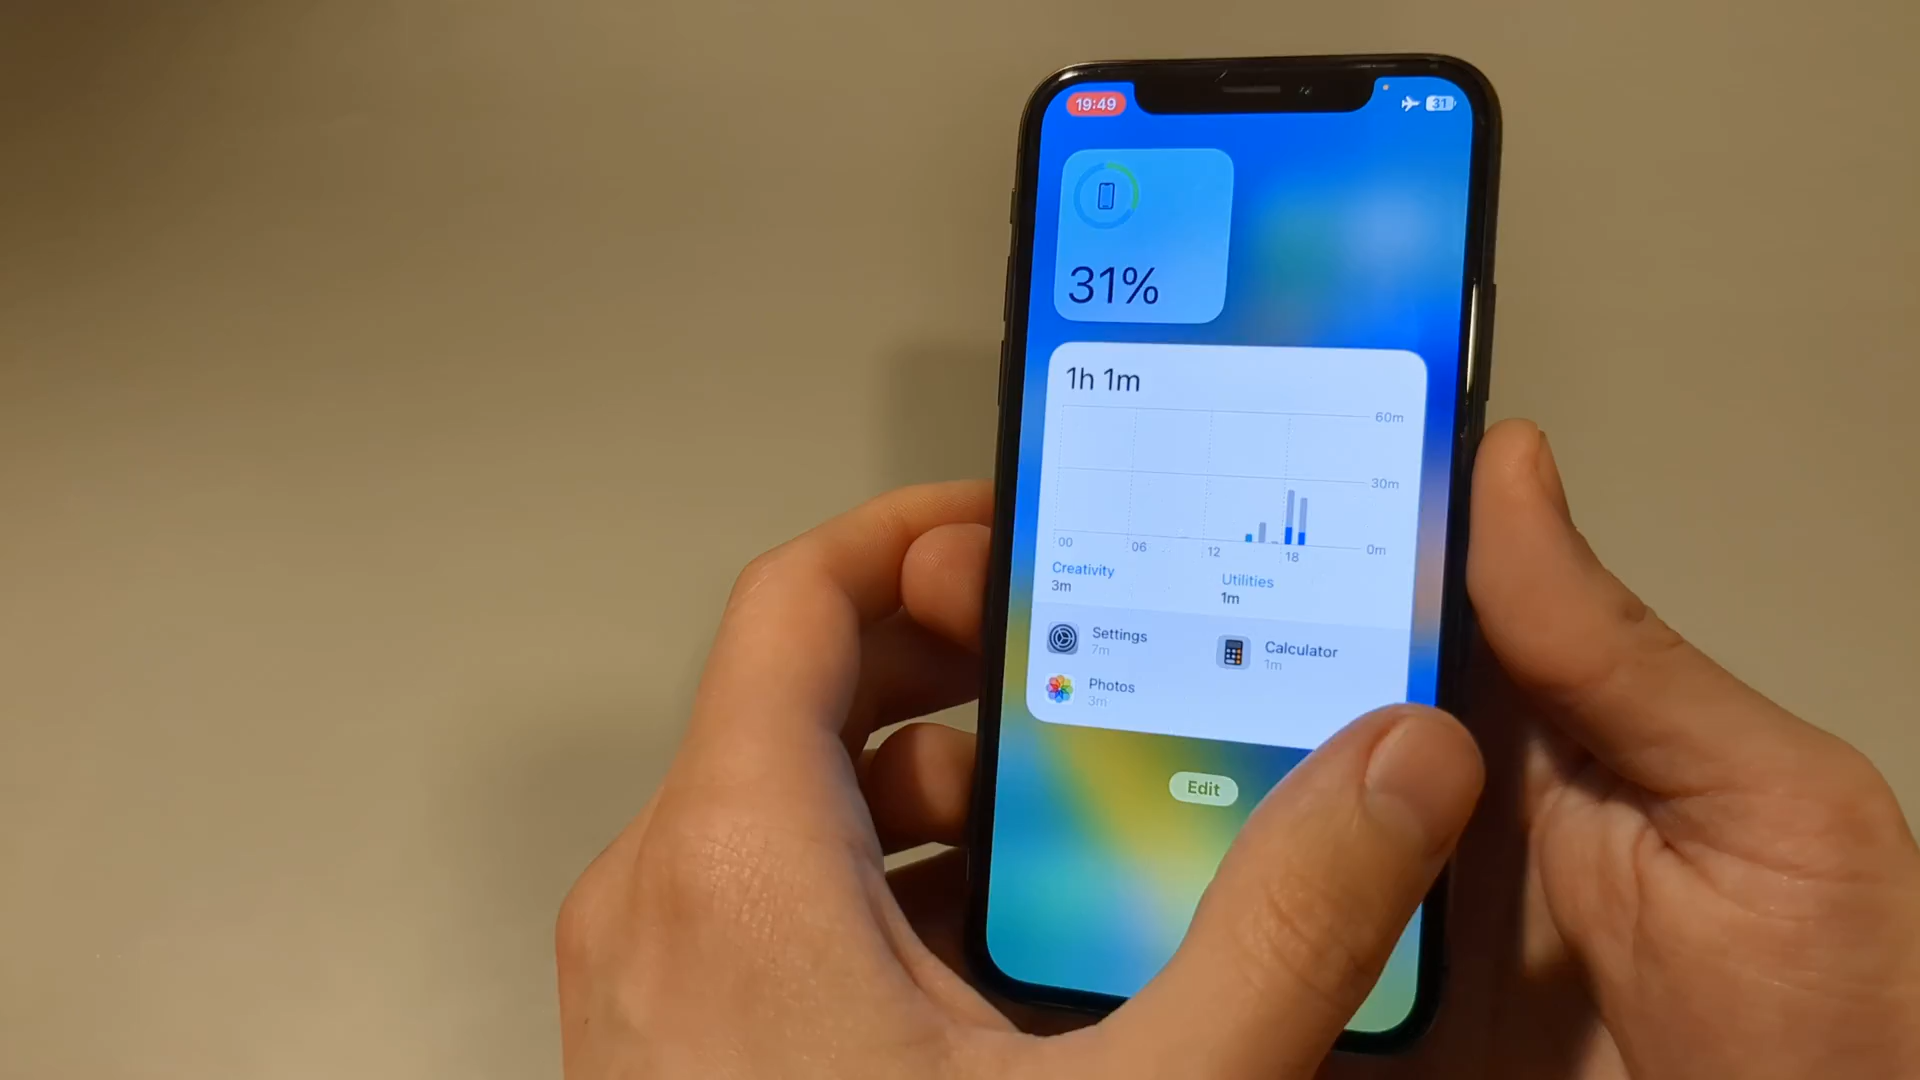 19:49
31
31%
1h 1m
60m
30m
0m
00 06 12 18
Creativity Utilities
3m 1m
Settings Calculator
7m 1m
Photos
3m
Edit